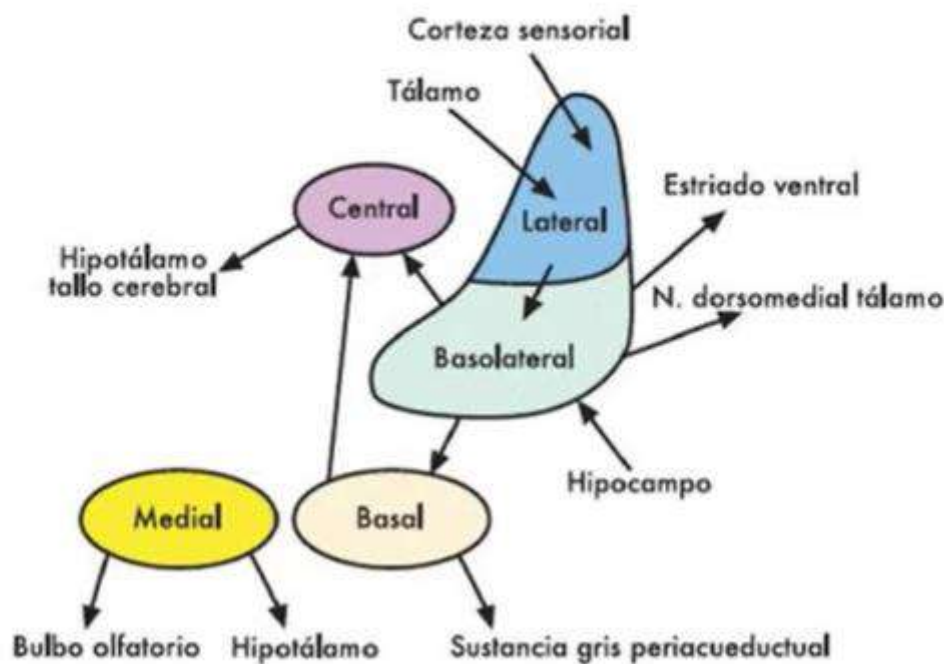 Corteza sensorial
Tálamo
Central
Lateral
Estriado ventral
Hipotálamo
tallo cerebral
N. dorsomedial tálamo
Basolateral
Hipocampo
Medial
Basal
Bulbo olfatorio
Hipotálamo
Sustancia gris periacueductual